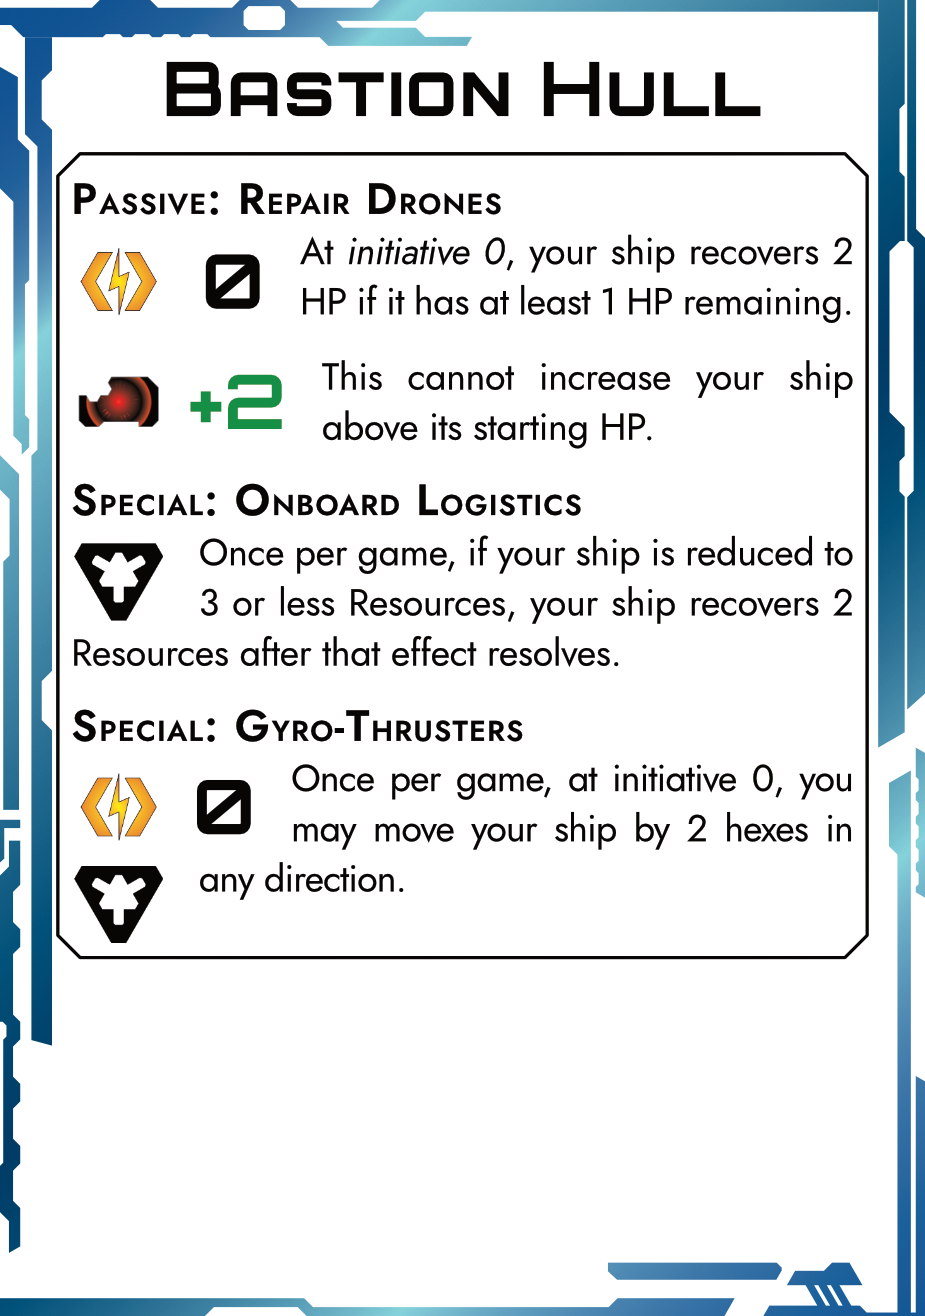 Bastion Hull
Passive: Repair Drones
0
At initiative 0, your ship recovers 2
HP if it has at least 1 HP remaining.
+2
This cannot increase your ship
above its starting HP.
Special: Onboard Logistics
Once per game, if your ship is reduced to
3 or less Resources, your ship recovers 2
Resources after that effect resolves.
Special: Gyro-Thrusters
0
Once per game, at initiative 0, you
may move your ship by 2 hexes in
any direction.